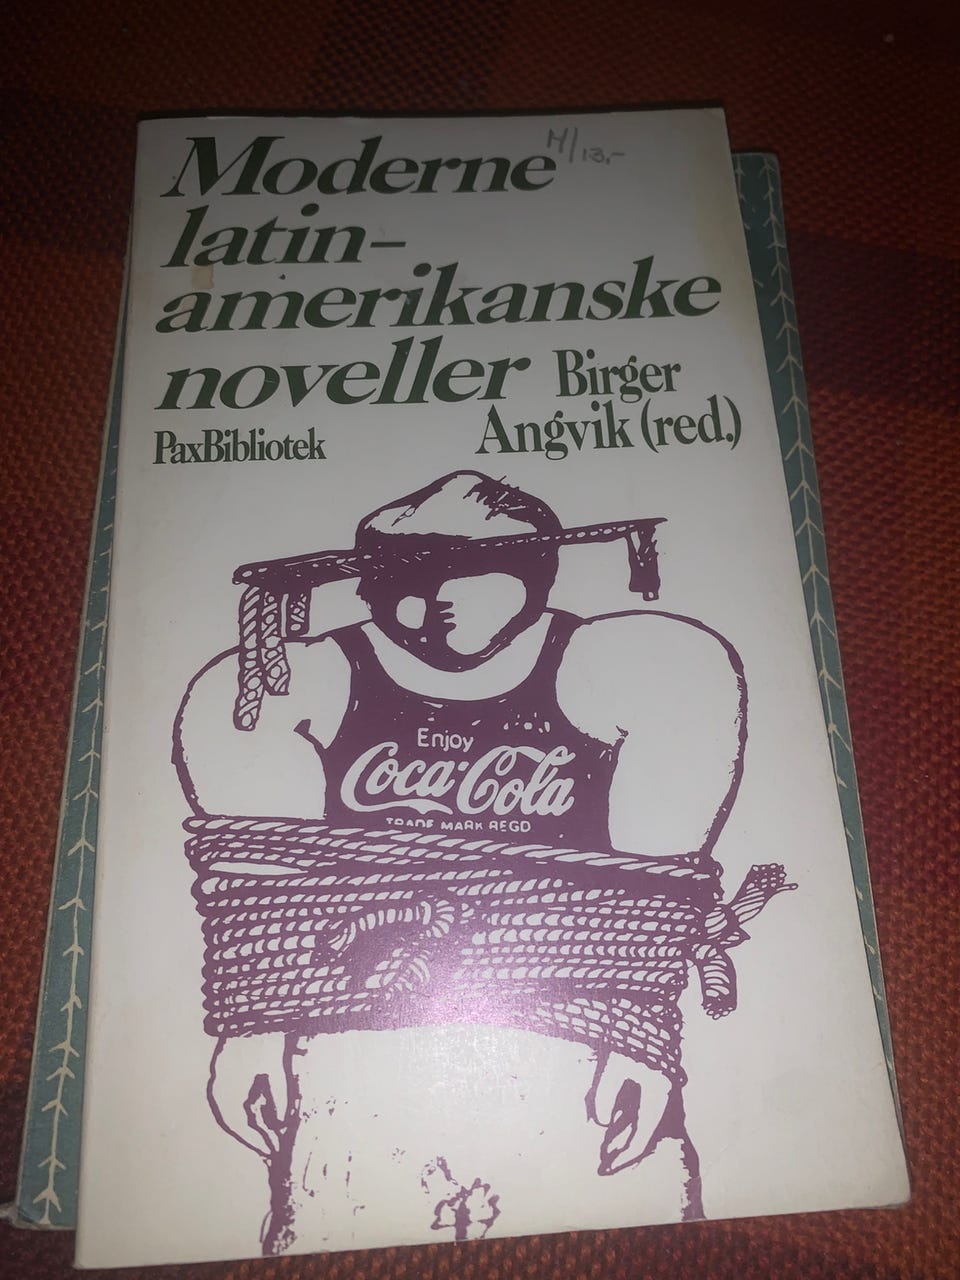 Moderne
M/13,-
latin-
amerikanske
noveller
Birger
Angvik (red.)
PaxBibliotek
Enjoy
Coca-Cola
TRADE MARK REGD